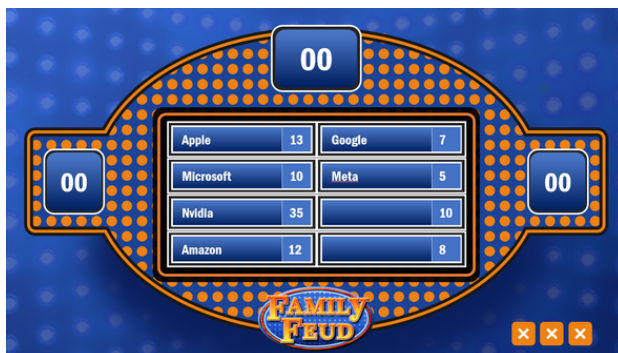 00
Apple 13 Google 7
Microsoft 10 Meta 5
00 00
Nvidia 35 10
Amazon 12 8
FAMILY
FEUD